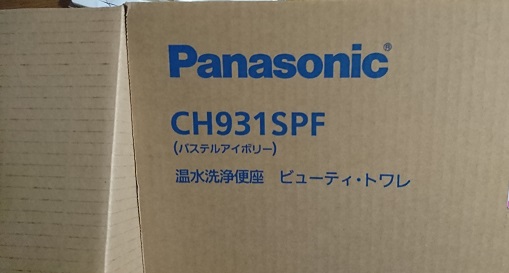 Panasonic®
CH931SPF
(パステルアイボリー)
温水洗浄便座 ビューティ・トワレ